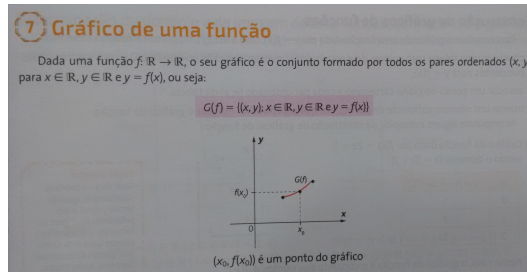 7 Gráfico de uma função
Dada uma função f: ℝ → ℝ, o seu gráfico é o conjunto formado por todos os pares ordenados (x, y
para x ∈ ℝ, y ∈ ℝ e y = f(x), ou seja:
G(f) = {(x, y); x ∈ ℝ, y ∈ ℝ e y = f(x)}
y
G(f)
f(x₀)
x
0 x₀
(x₀, f(x₀)) é um ponto do gráfico